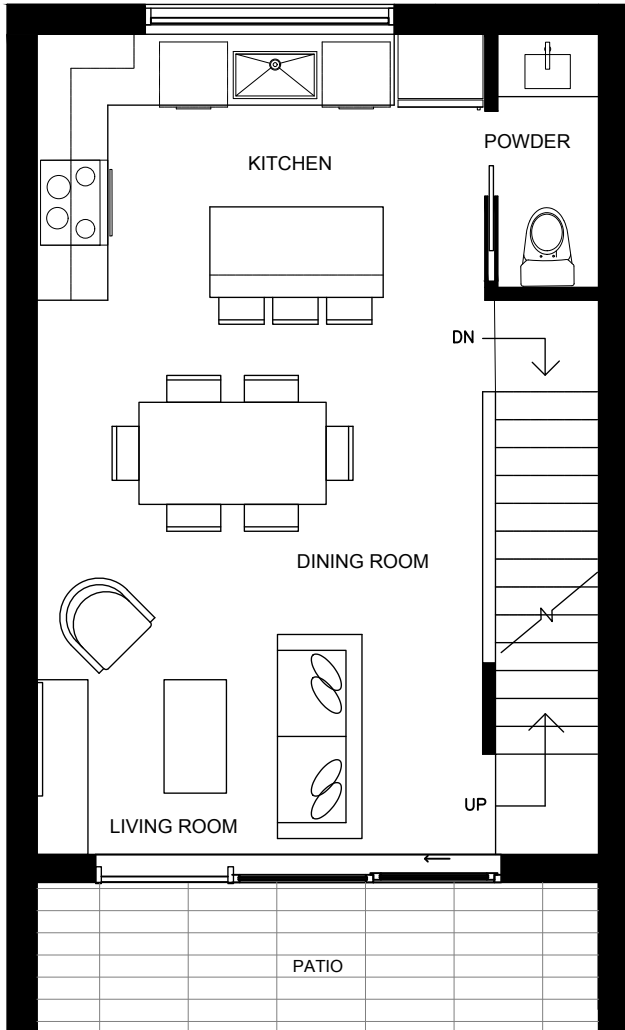 POWDER
KITCHEN
DN
DINING ROOM
UP
LIVING ROOM
PATIO